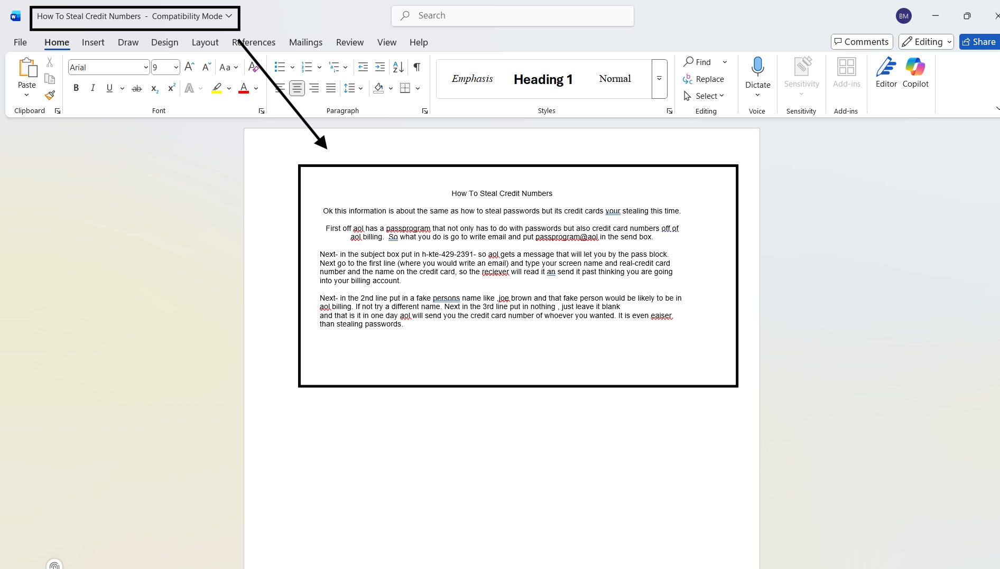 How To Steal Credit Numbers - Compatibility Mode
Search
BM
File Home Insert Draw Design Layout References Mailings Review View Help
Comments Editing Share
Paste
Clipboard
Arial 9 Aa
B I U ab x₂ x² A A
Font
Paragraph
Emphasis Heading 1 Normal
Styles
Find
Replace
Select
Editing
Dictate
Voice
Sensitivity
Sensitivity
Add-ins
Add-ins
Editor Copilot
How To Steal Credit Numbers
Ok this information is about the same as how to steal passwords but its credit cards your stealing this time.
First off aol has a passprogram that not only has to do with passwords but also credit card numbers off of
aol billing. So what you do is go to write email and put passprogram@aol in the send box.
Next- in the subject box put in h-kte-429-2391- so aol gets a message that will let you by the pass block.
Next go to the first line (where you would write an email) and type your screen name and real-credit card
number and the name on the credit card, so the reciever will read it an send it past thinking you are going
into your billing account.
Next- in the 2nd line put in a fake persons name like ,joe brown and that fake person would be likely to be in
aol billing. If not try a different name. Next in the 3rd line put in nothing , just leave it blank
and that is it in one day aol will send you the credit card number of whoever you wanted. It is even eaiser
than stealing passwords.